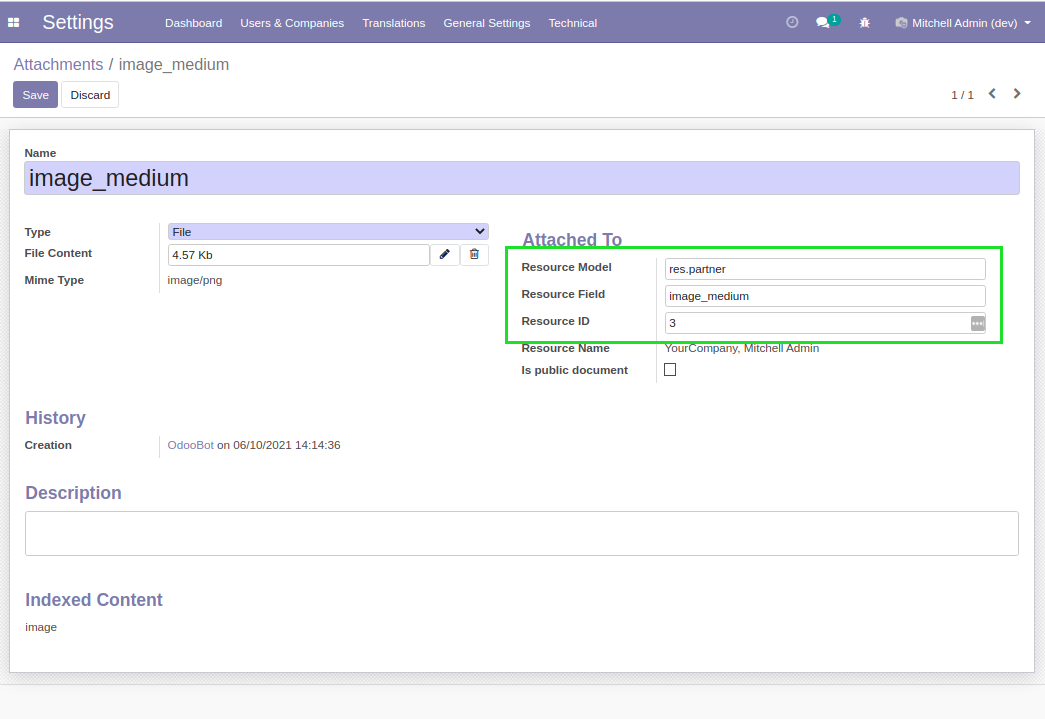 Settings Dashboard Users & Companies Translations General Settings Technical 1 Mitchell Admin (dev)
Attachments / image_medium
Save Discard 1 / 1
Name
image_medium
Type File
File Content 4.57 Kb
Mime Type image/png
Attached To
Resource Model res.partner
Resource Field image_medium
Resource ID 3
Resource Name YourCompany, Mitchell Admin
Is public document
History
Creation OdooBot on 06/10/2021 14:14:36
Description
Indexed Content
image